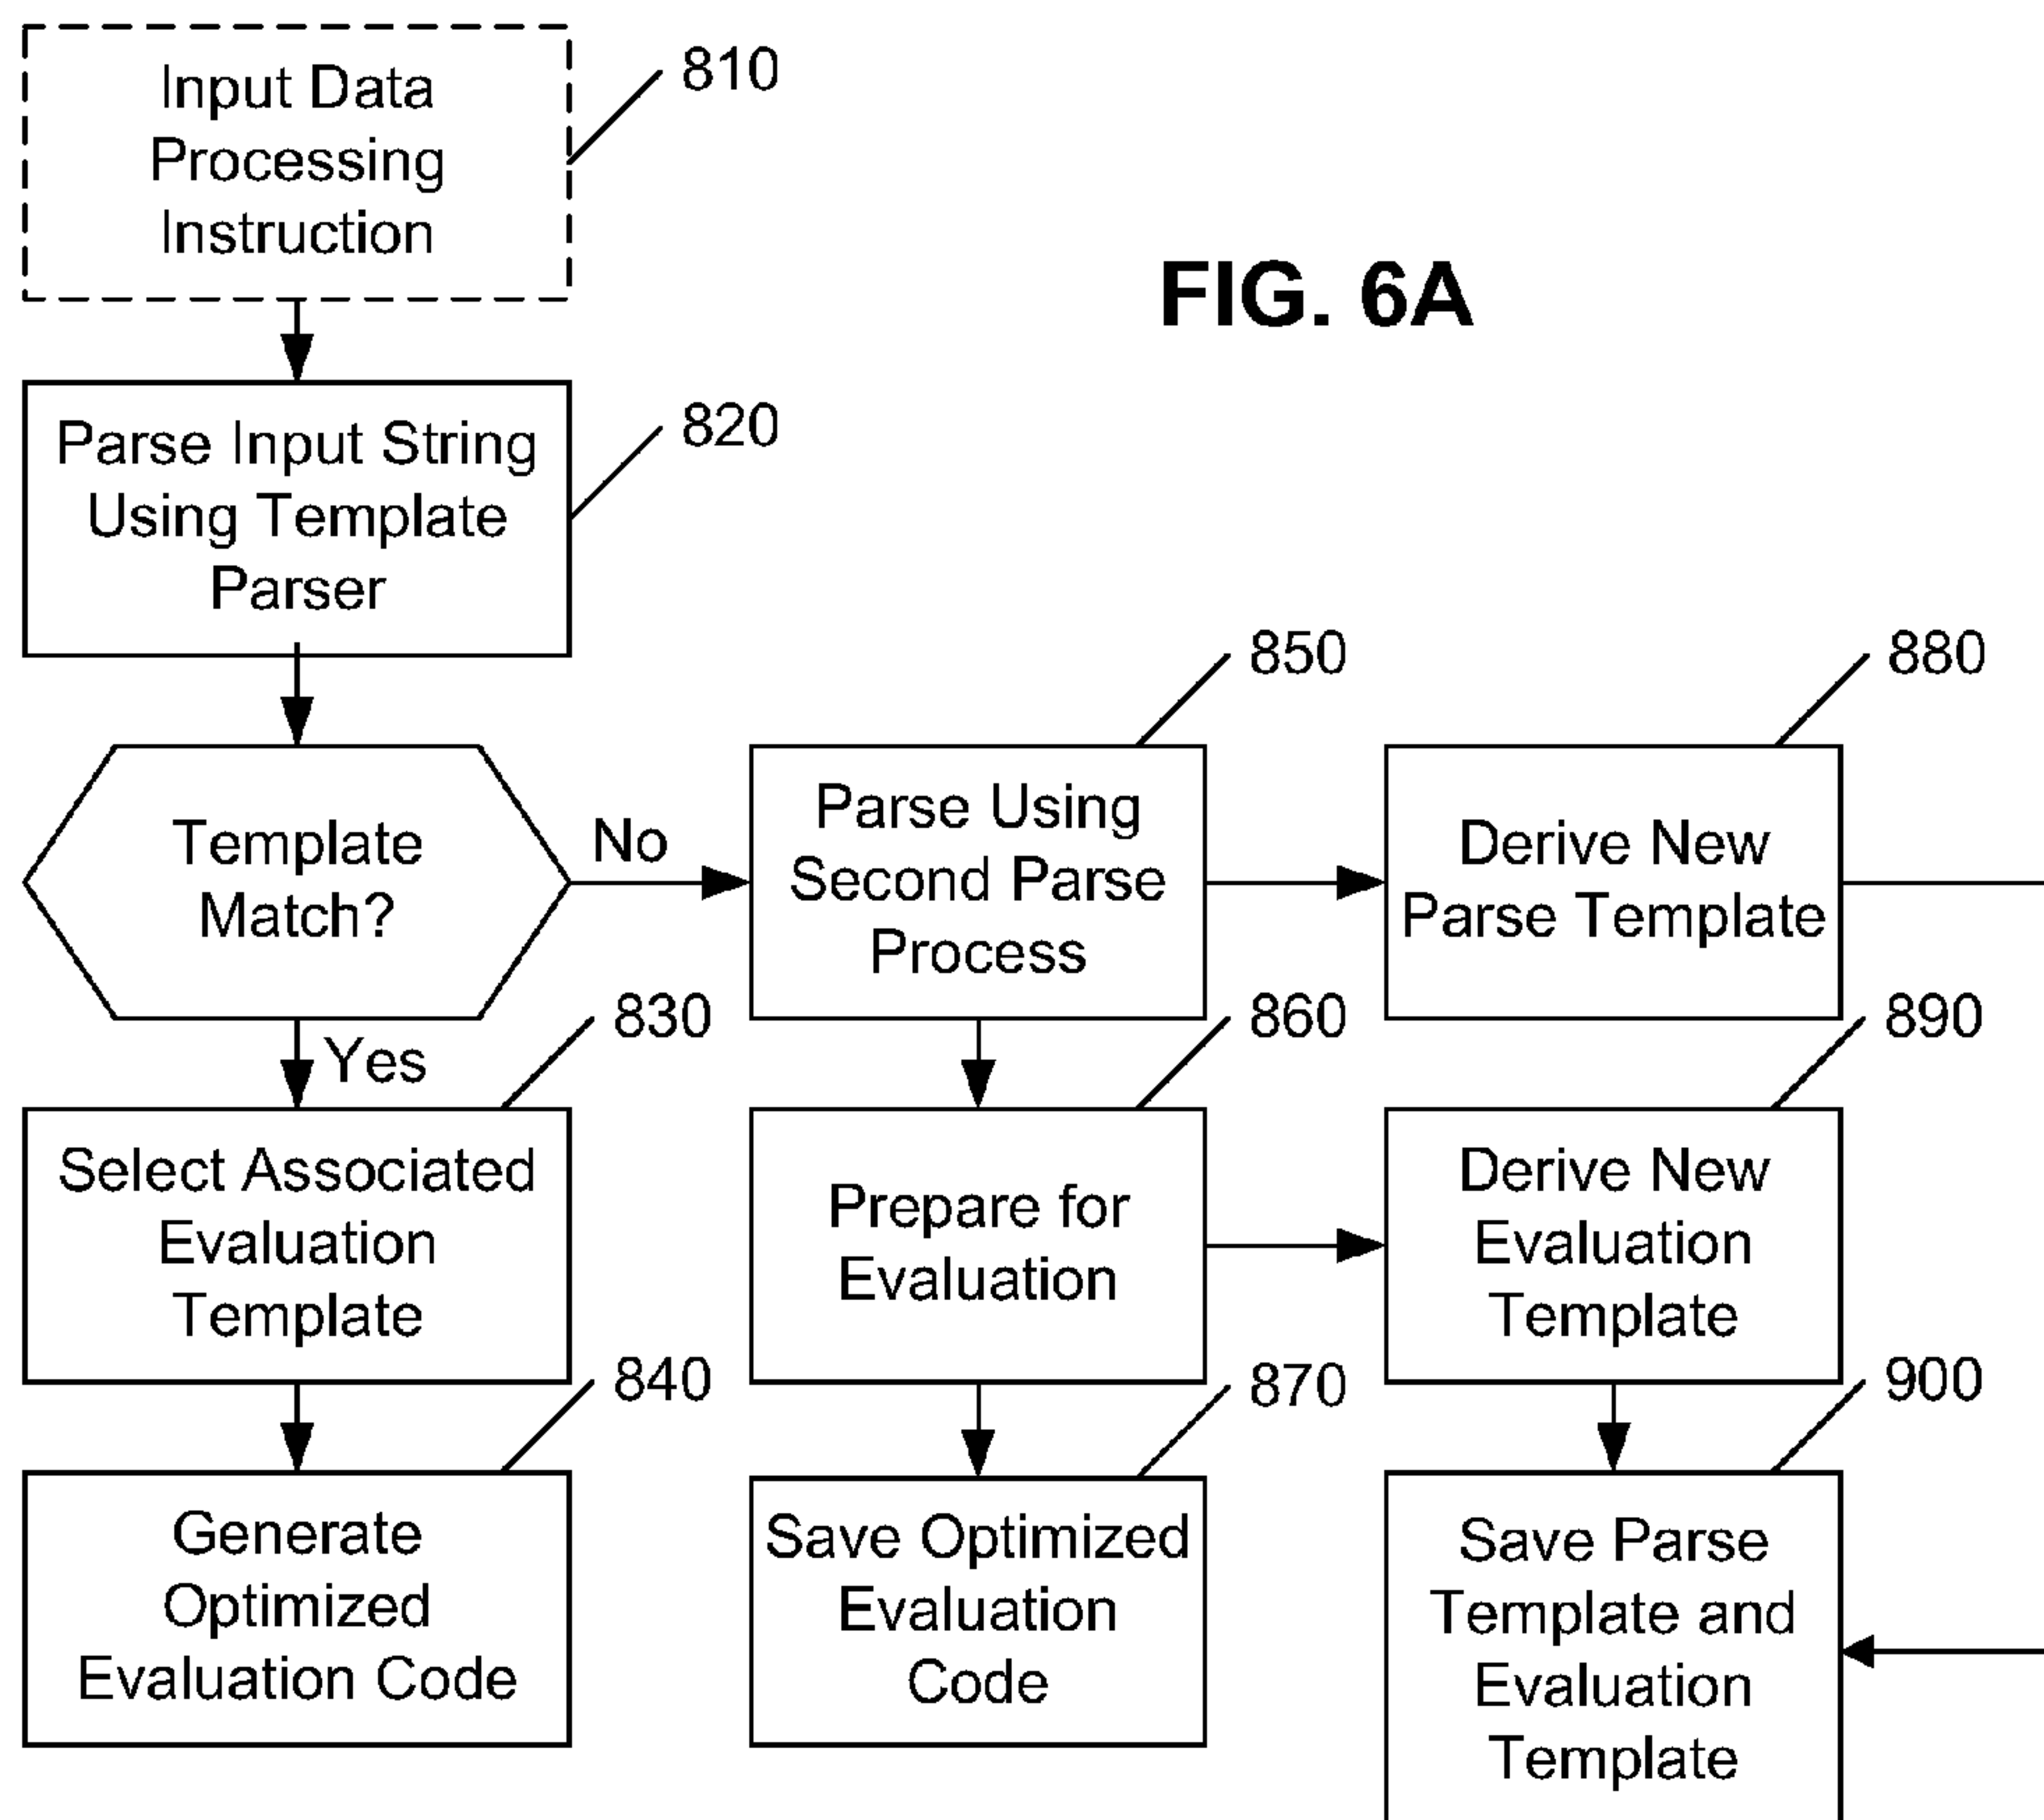 Input Data
Processing
Instruction
810
FIG. 6A
Parse Input String
Using Template
Parser
820
Template
Match?
No
Yes
Parse Using
Second Parse
Process
850
Derive New
Parse Template
880
Select Associated
Evaluation
Template
830
Prepare for
Evaluation
860
Derive New
Evaluation
Template
890
Generate
Optimized
Evaluation Code
840
Save Optimized
Evaluation
Code
870
Save Parse
Template and
Evaluation
Template
900